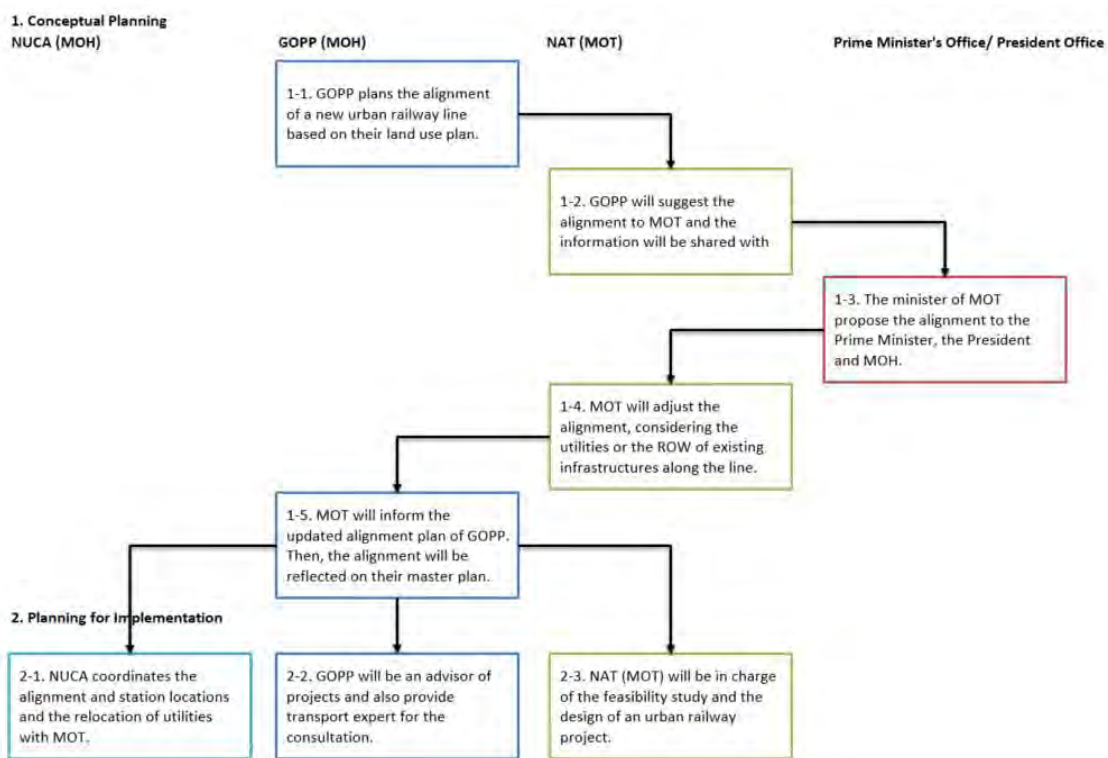 1. Conceptual Planning
NUCA (MOH)
GOPP (MOH)
NAT (MOT)
Prime Minister's Office/ President Office
1-1. GOPP plans the alignment
of a new urban railway line
based on their land use plan.
1-2. GOPP will suggest the
alignment to MOT and the
information will be shared with
1-3. The minister of MOT
propose the alignment to the
Prime Minister, the President
and MOH.
1-4. MOT will adjust the
alignment, considering the
utilities or the ROW of existing
infrastructures along the line.
1-5. MOT will inform the
updated alignment plan of GOPP.
Then, the alignment will be
reflected on their master plan.
2. Planning for Implementation
2-1. NUCA coordinates the
alignment and station locations
and the relocation of utilities
with MOT.
2-2. GOPP will be an advisor of
projects and also provide
transport expert for the
consultation.
2-3. NAT (MOT) will be in charge
of the feasibility study and the
design of an urban railway
project.